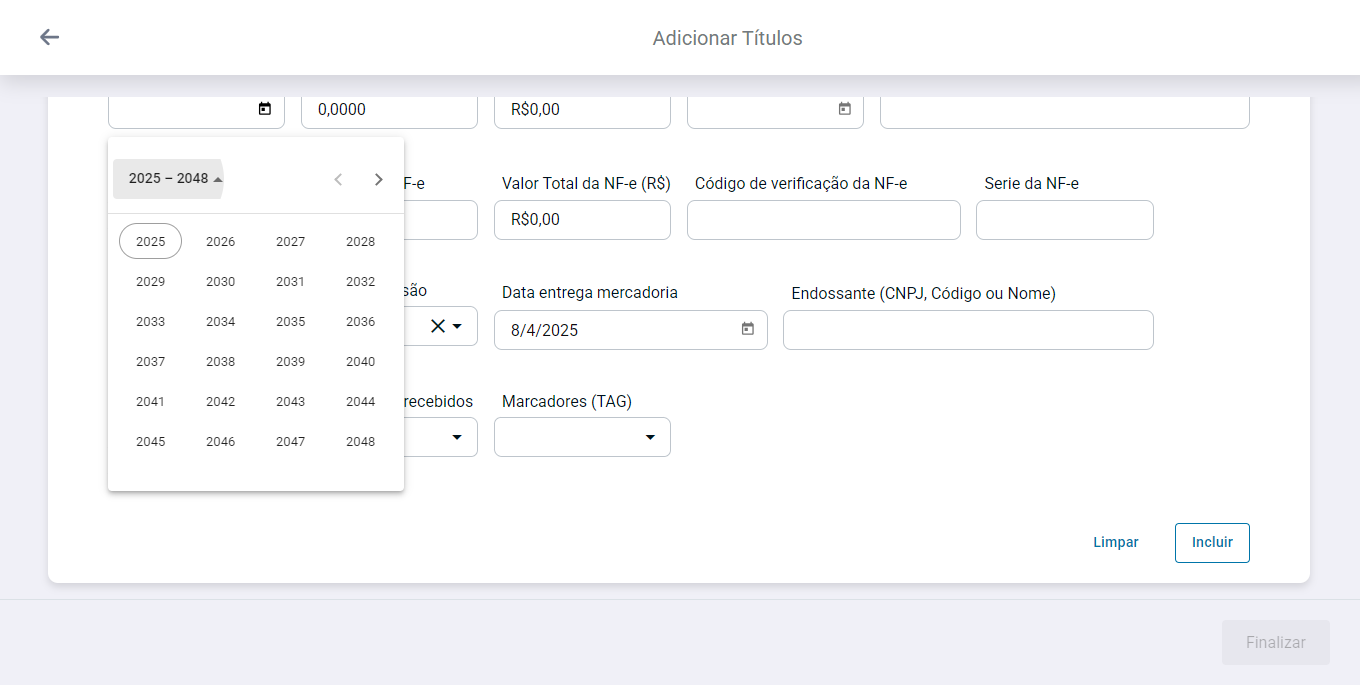 Adicionar Títulos
0,0000
R$0,00
2025 – 2048
F-e
Valor Total da NF-e (R$)
Código de verificação da NF-e
Serie da NF-e
R$0,00
2025 2026 2027 2028
2029 2030 2031 2032
2033 2034 2035 2036
2037 2038 2039 2040
2041 2042 2043 2044
2045 2046 2047 2048
são
Data entrega mercadoria
Endossante (CNPJ, Código ou Nome)
8/4/2025
recebidos
Marcadores (TAG)
Limpar
Incluir
Finalizar